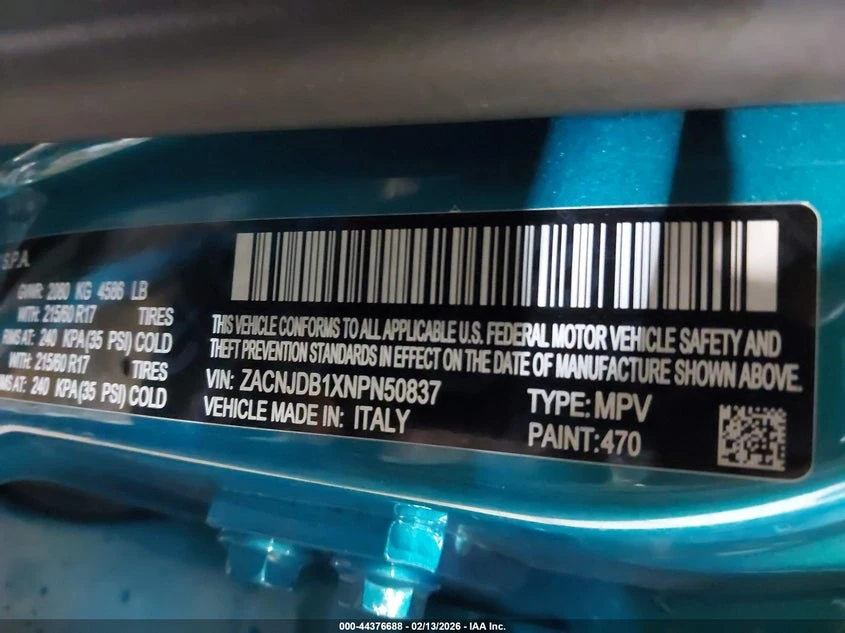 S.P.A.
GVWR: 2080 KG 4586 LB
WITH: 215/60 R17 TIRES
RIMS AT: 240 KPA(35 PSI) COLD
WITH: 215/60 R17 TIRES
RIMS AT: 240 KPA(35 PSI) COLD
THIS VEHICLE CONFORMS TO ALL APPLICABLE U.S. FEDERAL MOTOR VEHICLE SAFETY AND
THEFT PREVENTION STANDARDS IN EFFECT ON THE DATE OF MANUFACTURE SHOWN ABOVE.
VIN: ZACNJDB1XNPN50837
TYPE: MPV
VEHICLE MADE IN: ITALY
PAINT:470
000-44376688 - 02/13/2026 - IAA Inc.